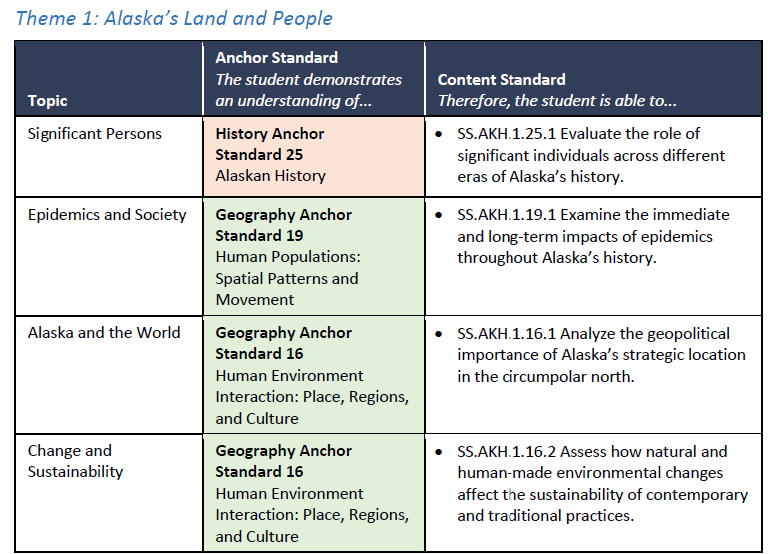 Theme 1: Alaska's Land and People
Topic
Anchor Standard
The student demonstrates
an understanding of...
Content Standard
Therefore, the student is able to...
Significant Persons
History Anchor
Standard 25
Alaskan History
• SS.AKH.1.25.1 Evaluate the role of
significant individuals across different
eras of Alaska's history.
Epidemics and Society
Geography Anchor
Standard 19
Human Populations:
Spatial Patterns and
Movement
• SS.AKH.1.19.1 Examine the immediate
and long-term impacts of epidemics
throughout Alaska's history.
Alaska and the World
Geography Anchor
Standard 16
Human Environment
Interaction: Place, Regions,
and Culture
• SS.AKH.1.16.1 Analyze the geopolitical
importance of Alaska's strategic location
in the circumpolar north.
Change and
Sustainability
Geography Anchor
Standard 16
Human Environment
Interaction: Place, Regions,
and Culture
• SS.AKH.1.16.2 Assess how natural and
human-made environmental changes
affect the sustainability of contemporary
and traditional practices.